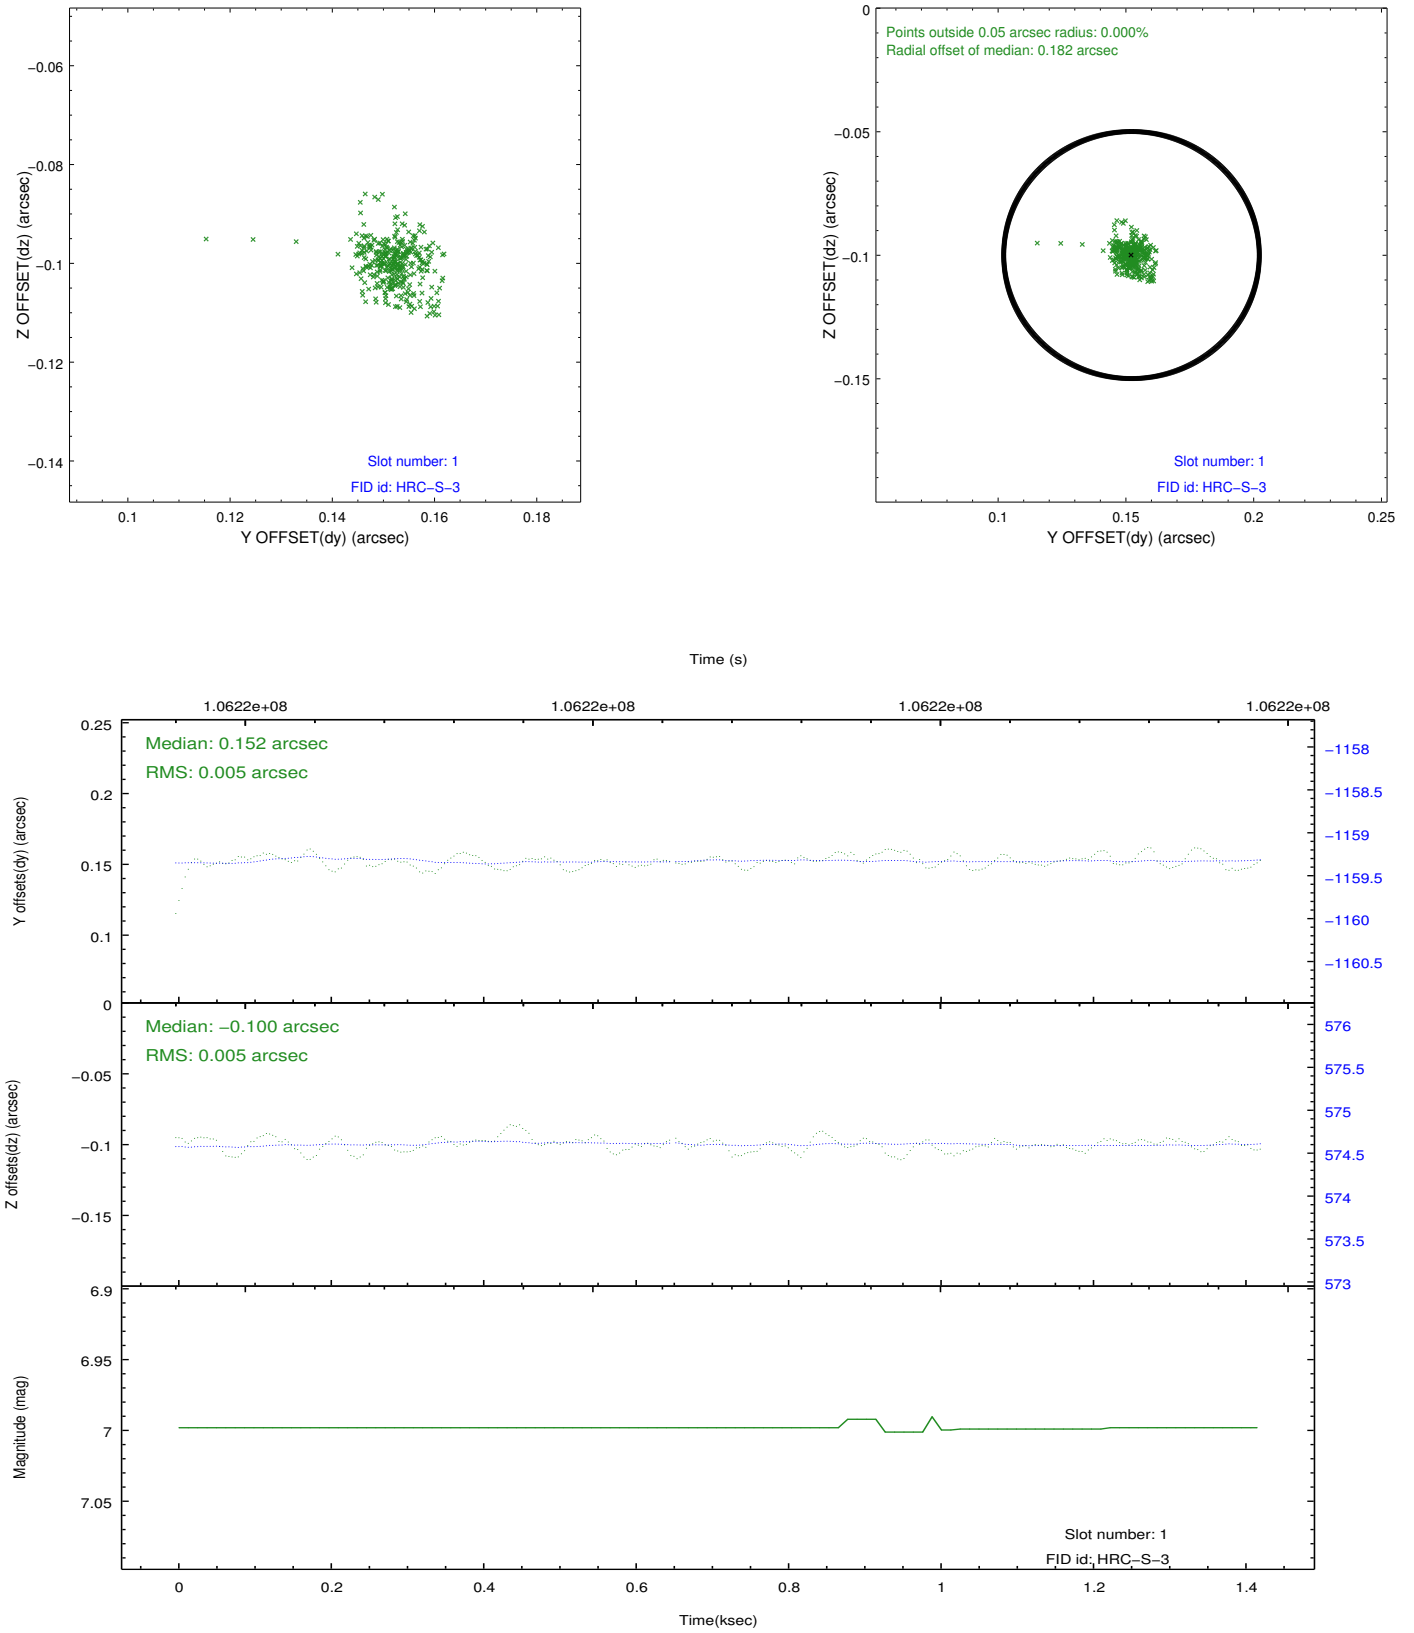 −0.06
−0.08
−0.1
−0.12
−0.14
Z OFFSET(dz) (arcsec)
Slot number: 1
FID id: HRC−S−3
0.1 0.12 0.14 0.16 0.18
Y OFFSET(dy) (arcsec)
Points outside 0.05 arcsec radius: 0.000%
Radial offset of median: 0.182 arcsec
0
−0.05
−0.1
−0.15
Z OFFSET(dz) (arcsec)
Slot number: 1
FID id: HRC−S−3
0.1 0.15 0.2 0.25
Y OFFSET(dy) (arcsec)
Time (s)
1.0622e+08 1.0622e+08 1.0622e+08 1.0622e+08
Median: 0.152 arcsec
RMS: 0.005 arcsec
0.25
0.2
0.15
0.1
Y offsets(dy) (arcsec)
−1158
−1158.5
−1159
−1159.5
−1160
−1160.5
Median: −0.100 arcsec
RMS: 0.005 arcsec
0
−0.05
−0.1
−0.15
Z offsets(dz) (arcsec)
576
575.5
575
574.5
574
573.5
573
6.9
6.95
7
7.05
Magnitude (mag)
Slot number: 1
FID id: HRC−S−3
0 0.2 0.4 0.6 0.8 1 1.2 1.4
Time(ksec)